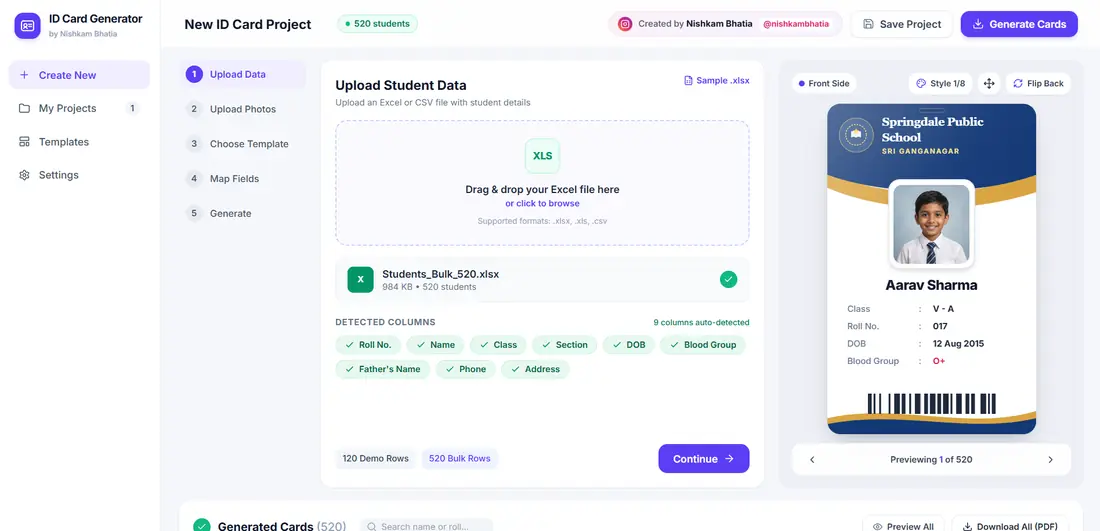 ID Card Generator
by Nishkam Bhatia
Create New
My Projects 1
Templates
Settings
New ID Card Project
520 students
Created by Nishkam Bhatia @nishkambhatia
Save Project
Generate Cards
1 Upload Data
2 Upload Photos
3 Choose Template
4 Map Fields
5 Generate
Upload Student Data
Sample .xlsx
Upload an Excel or CSV file with student details
XLS
Drag & drop your Excel file here
or click to browse
Supported formats: .xlsx, .xls, .csv
X
Students_Bulk_520.xlsx
984 KB • 520 students
DETECTED COLUMNS
9 columns auto-detected
Roll No. Name Class Section DOB Blood Group
Father's Name Phone Address
120 Demo Rows
520 Bulk Rows
Continue
Front Side
Style 1/8
Flip Back
Springdale Public
School
SRI GANGANAGAR
Aarav Sharma
Class : V - A
Roll No. : 017
DOB : 12 Aug 2015
Blood Group : O+
Previewing 1 of 520
Generated Cards (520)
Search name or roll...
Preview All
Download All (PDF)